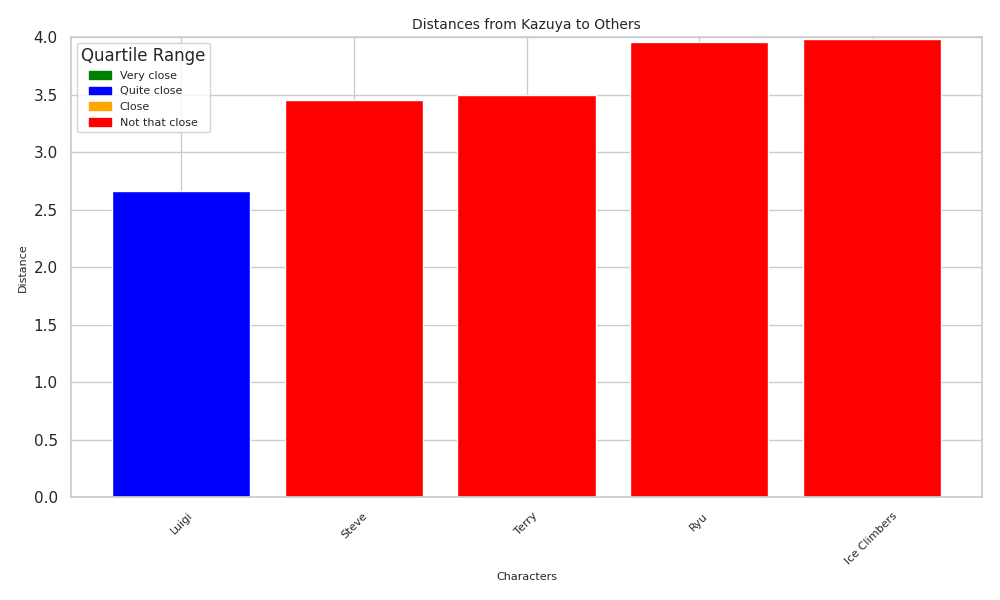 Distances from Kazuya to Others
4.0
3.5
3.0
2.5
2.0
1.5
1.0
0.5
0.0
Distance
Quartile Range
Very close
Quite close
Close
Not that close
Luigi
Steve
Terry
Ryu
Ice Climbers
Characters